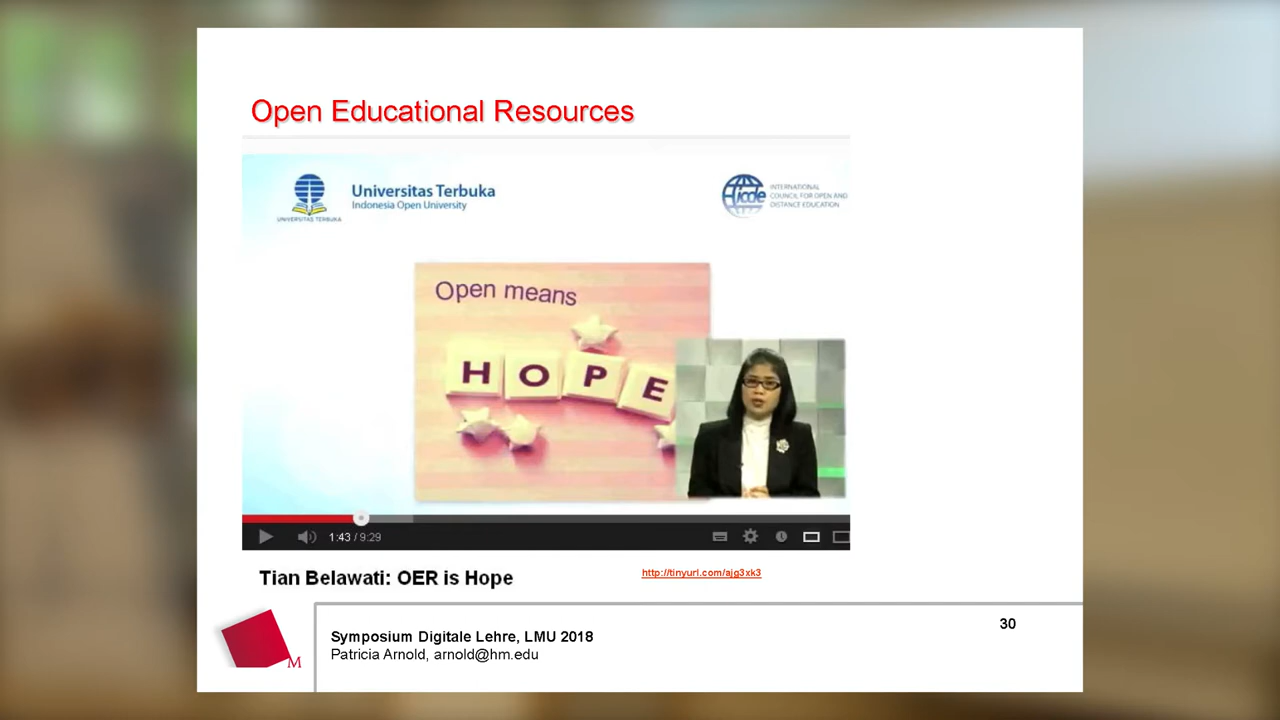 Open Educational Resources
UNIVERSITAS TERBUKA
Universitas Terbuka
Indonesia Open University
icde
INTERNATIONAL
COUNCIL FOR OPEN AND
DISTANCE EDUCATION
Open means
HOPE
1:43 / 9:29
Tian Belawati: OER is Hope
http://tinyurl.com/ajg3xk3
M
Symposium Digitale Lehre, LMU 2018
Patricia Arnold, arnold@hm.edu
30